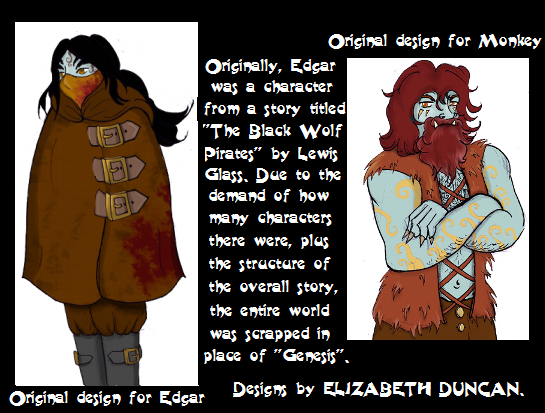 Original design for Monkey
Originally, Edgar
was a character
from a story titled
"The Black Wolf
Pirates" by Lewis
Glass. Due to the
demand of how
many characters
there were, plus
the structure of
the overall story,
the entire world
was scrapped in
place of "Genesis".
Original design for Edgar
Designs by ELIZABETH DUNCAN.